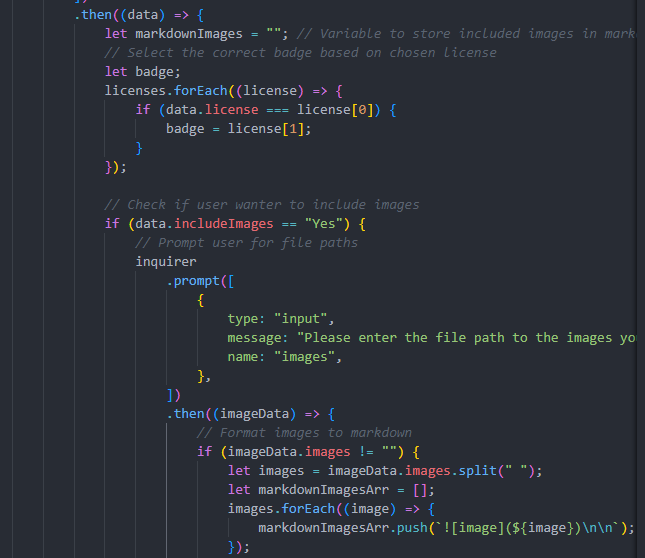 .then((data) => {
let markdownImages = ""; // Variable to store included images in mark
// Select the correct badge based on chosen license
let badge;
licenses.forEach((license) => {
if (data.license === license[0]) {
badge = license[1];
}
});
// Check if user wanter to include images
if (data.includeImages == "Yes") {
// Prompt user for file paths
inquirer
.prompt([
{
type: "input",
message: "Please enter the file path to the images yo
name: "images",
},
])
.then((imageData) => {
// Format images to markdown
if (imageData.images != "") {
let images = imageData.images.split(" ");
let markdownImagesArr = [];
images.forEach((image) => {
markdownImagesArr.push(`![image](${image})\n\n`);
});